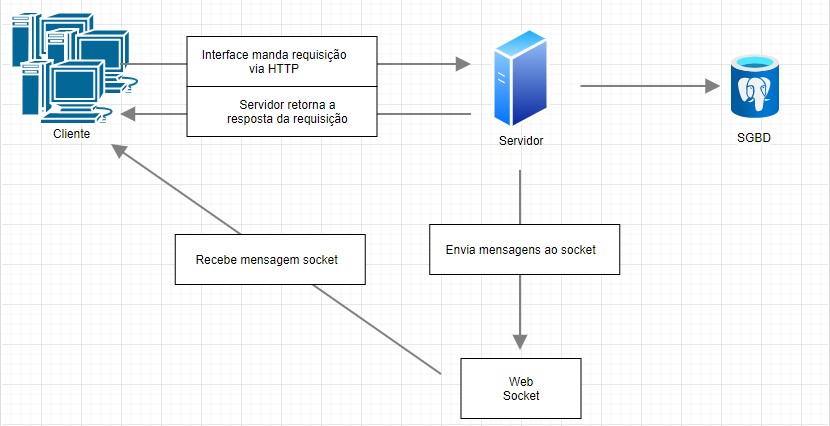 Interface manda requisição
via HTTP
Servidor retorna a
resposta da requisição
Cliente
Servidor
SGBD
Recebe mensagem socket
Envia mensagens ao socket
Web
Socket